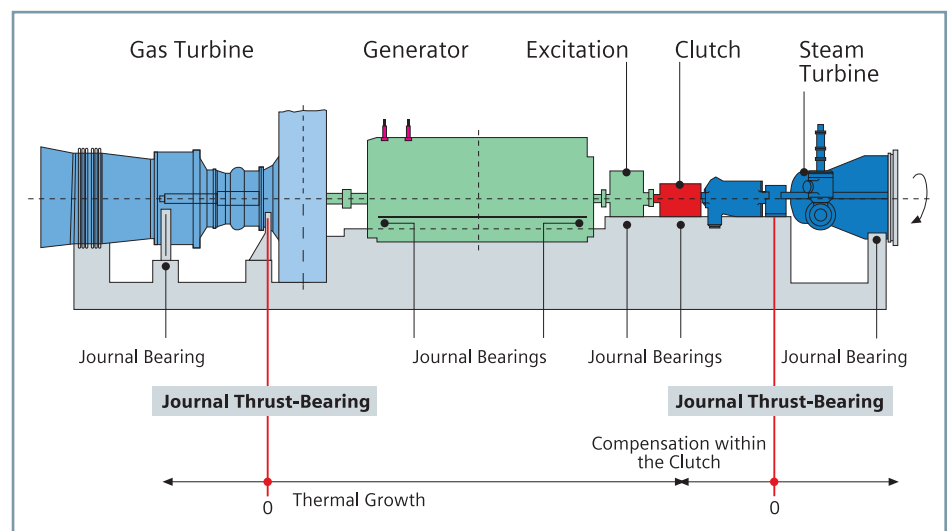 Gas Turbine
Generator
Excitation
Clutch
Steam
Turbine
Journal Bearing
Journal Bearings
Journal Bearings
Journal Bearing
Journal Thrust-Bearing
Journal Thrust-Bearing
Compensation within
the Clutch
Thermal Growth
0
0